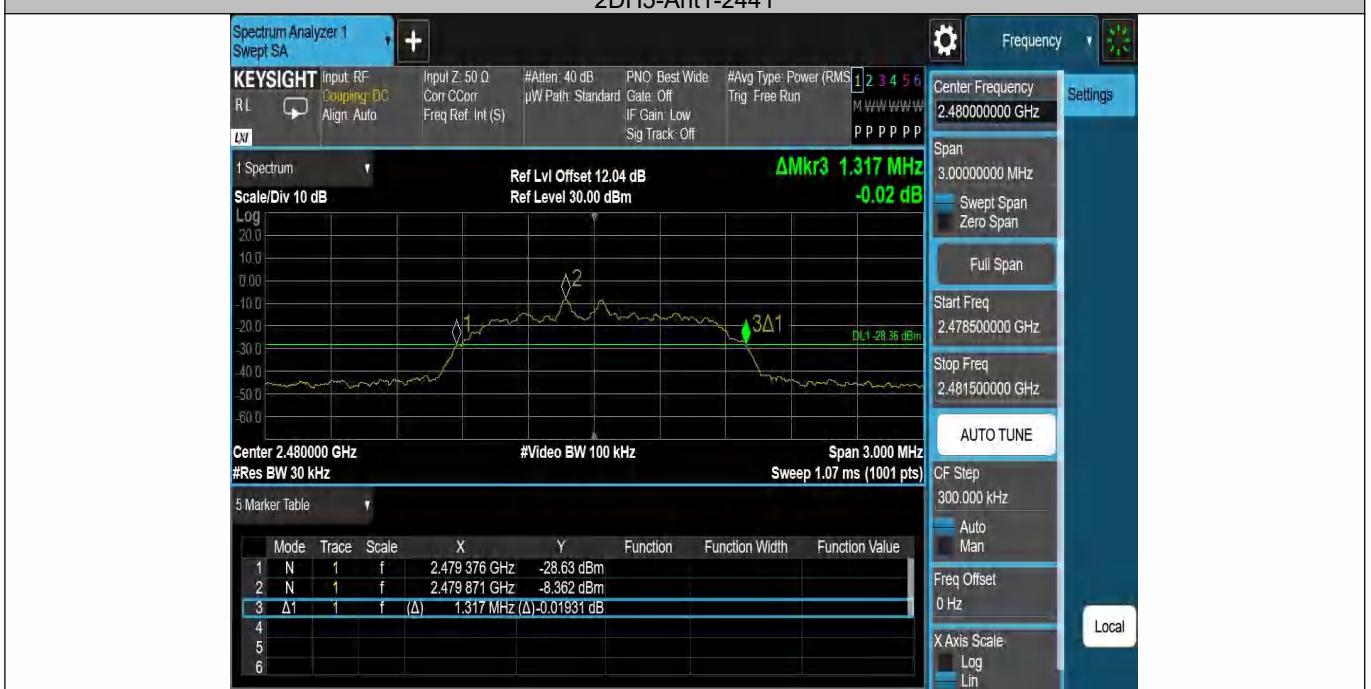 2DH5-Ant1-2441
Spectrum Analyzer 1
Swept SA
+
Frequency
KEYSIGHT
RL
LXI
Input: RF
Coupling: DC
Align: Auto
Input Z: 50 Ω
Corr CCorr
Freq Ref: Int (S)
#Atten: 40 dB
µW Path: Standard
PNO: Best Wide
Gate: Off
IF Gain: Low
Sig Track: Off
#Avg Type: Power (RMS
Trig: Free Run
1 2 3 4 5 6
M W W W W W
P P P P P P
1 Spectrum
Scale/Div 10 dB
Ref Lvl Offset 12.04 dB
Ref Level 30.00 dBm
ΔMkr3 1.317 MHz
-0.02 dB
Log
20.0
10.0
0.00
-10.0
-20.0
-30.0
-40.0
-50.0
-60.0
1
2
3Δ1
DL1 -28.36 dBm
Center 2.480000 GHz
#Res BW 30 kHz
#Video BW 100 kHz
Span 3.000 MHz
Sweep 1.07 ms (1001 pts)
5 Marker Table
Mode Trace Scale X Y Function Function Width Function Value
1 N 1 f 2.479 376 GHz -28.63 dBm
2 N 1 f 2.479 871 GHz -8.362 dBm
3 Δ1 1 f (Δ) 1.317 MHz (Δ)-0.01931 dB
4
5
6
Center Frequency
2.480000000 GHz
Settings
Span
3.00000000 MHz
Swept Span
Zero Span
Full Span
Start Freq
2.478500000 GHz
Stop Freq
2.481500000 GHz
AUTO TUNE
CF Step
300.000 kHz
Auto
Man
Freq Offset
0 Hz
Local
X Axis Scale
Log
Lin